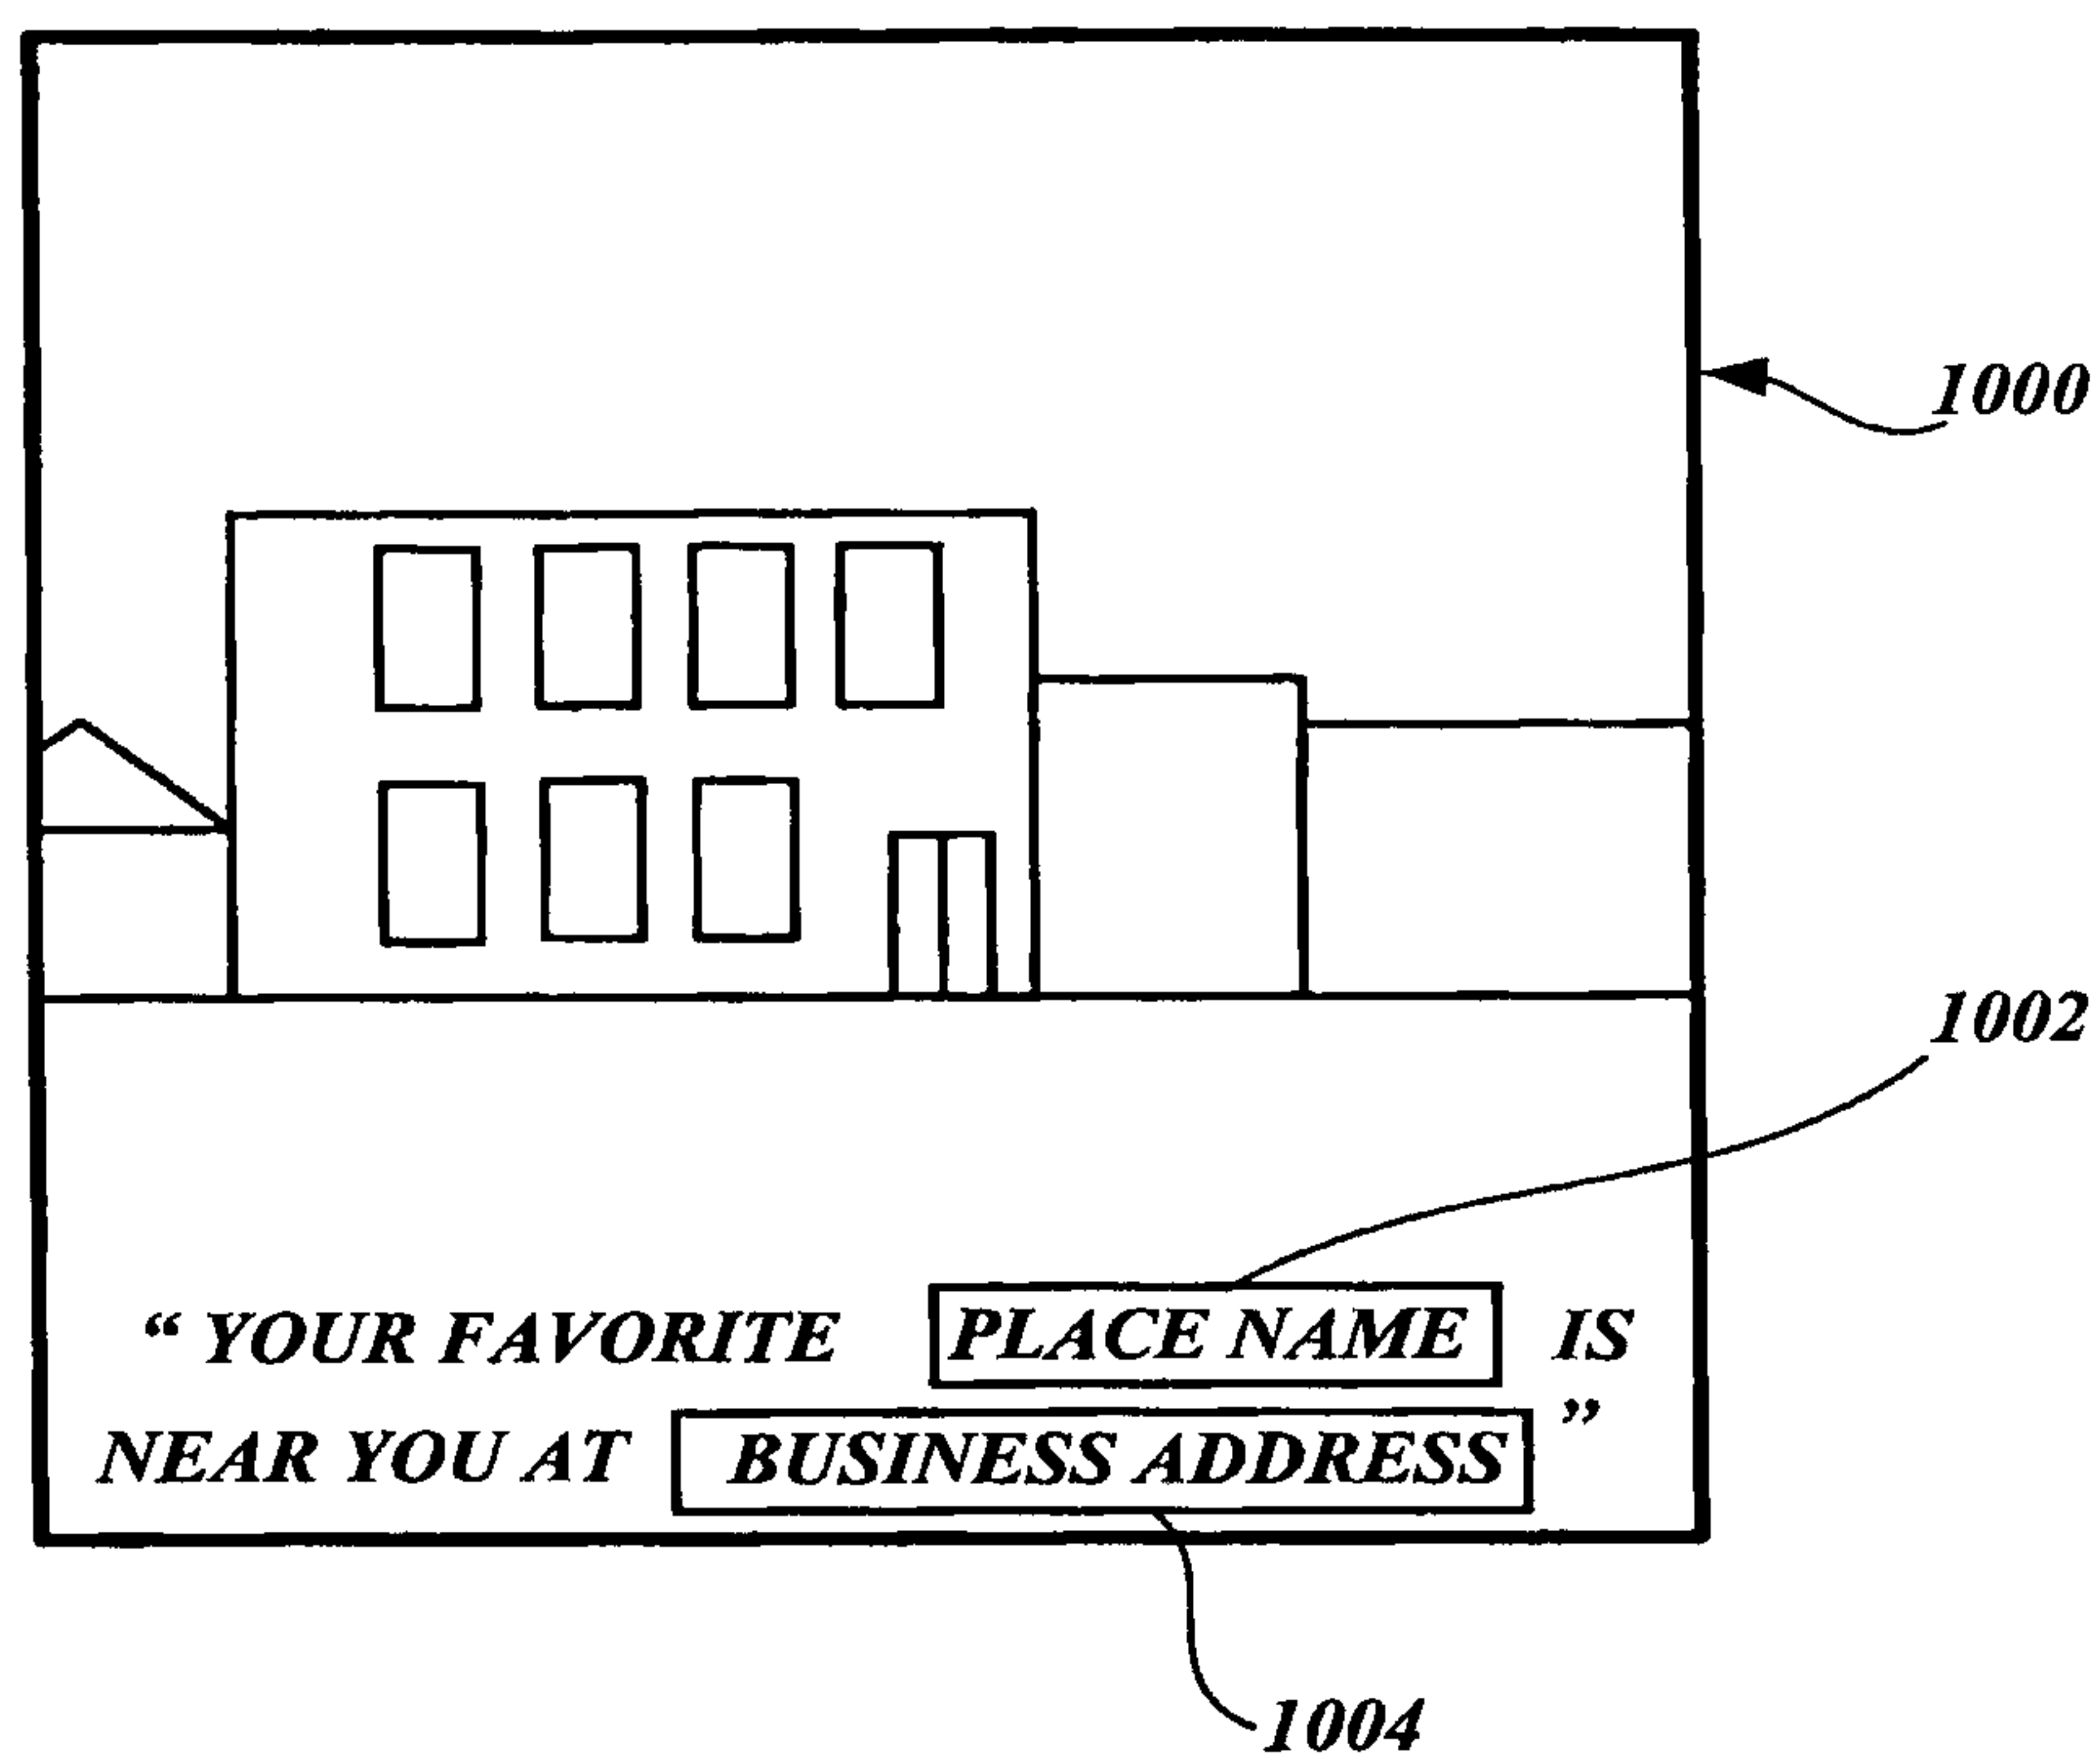 1000
1002
“ YOUR FAVORITE PLACE NAME IS
NEAR YOU AT BUSINESS ADDRESS ”
1004